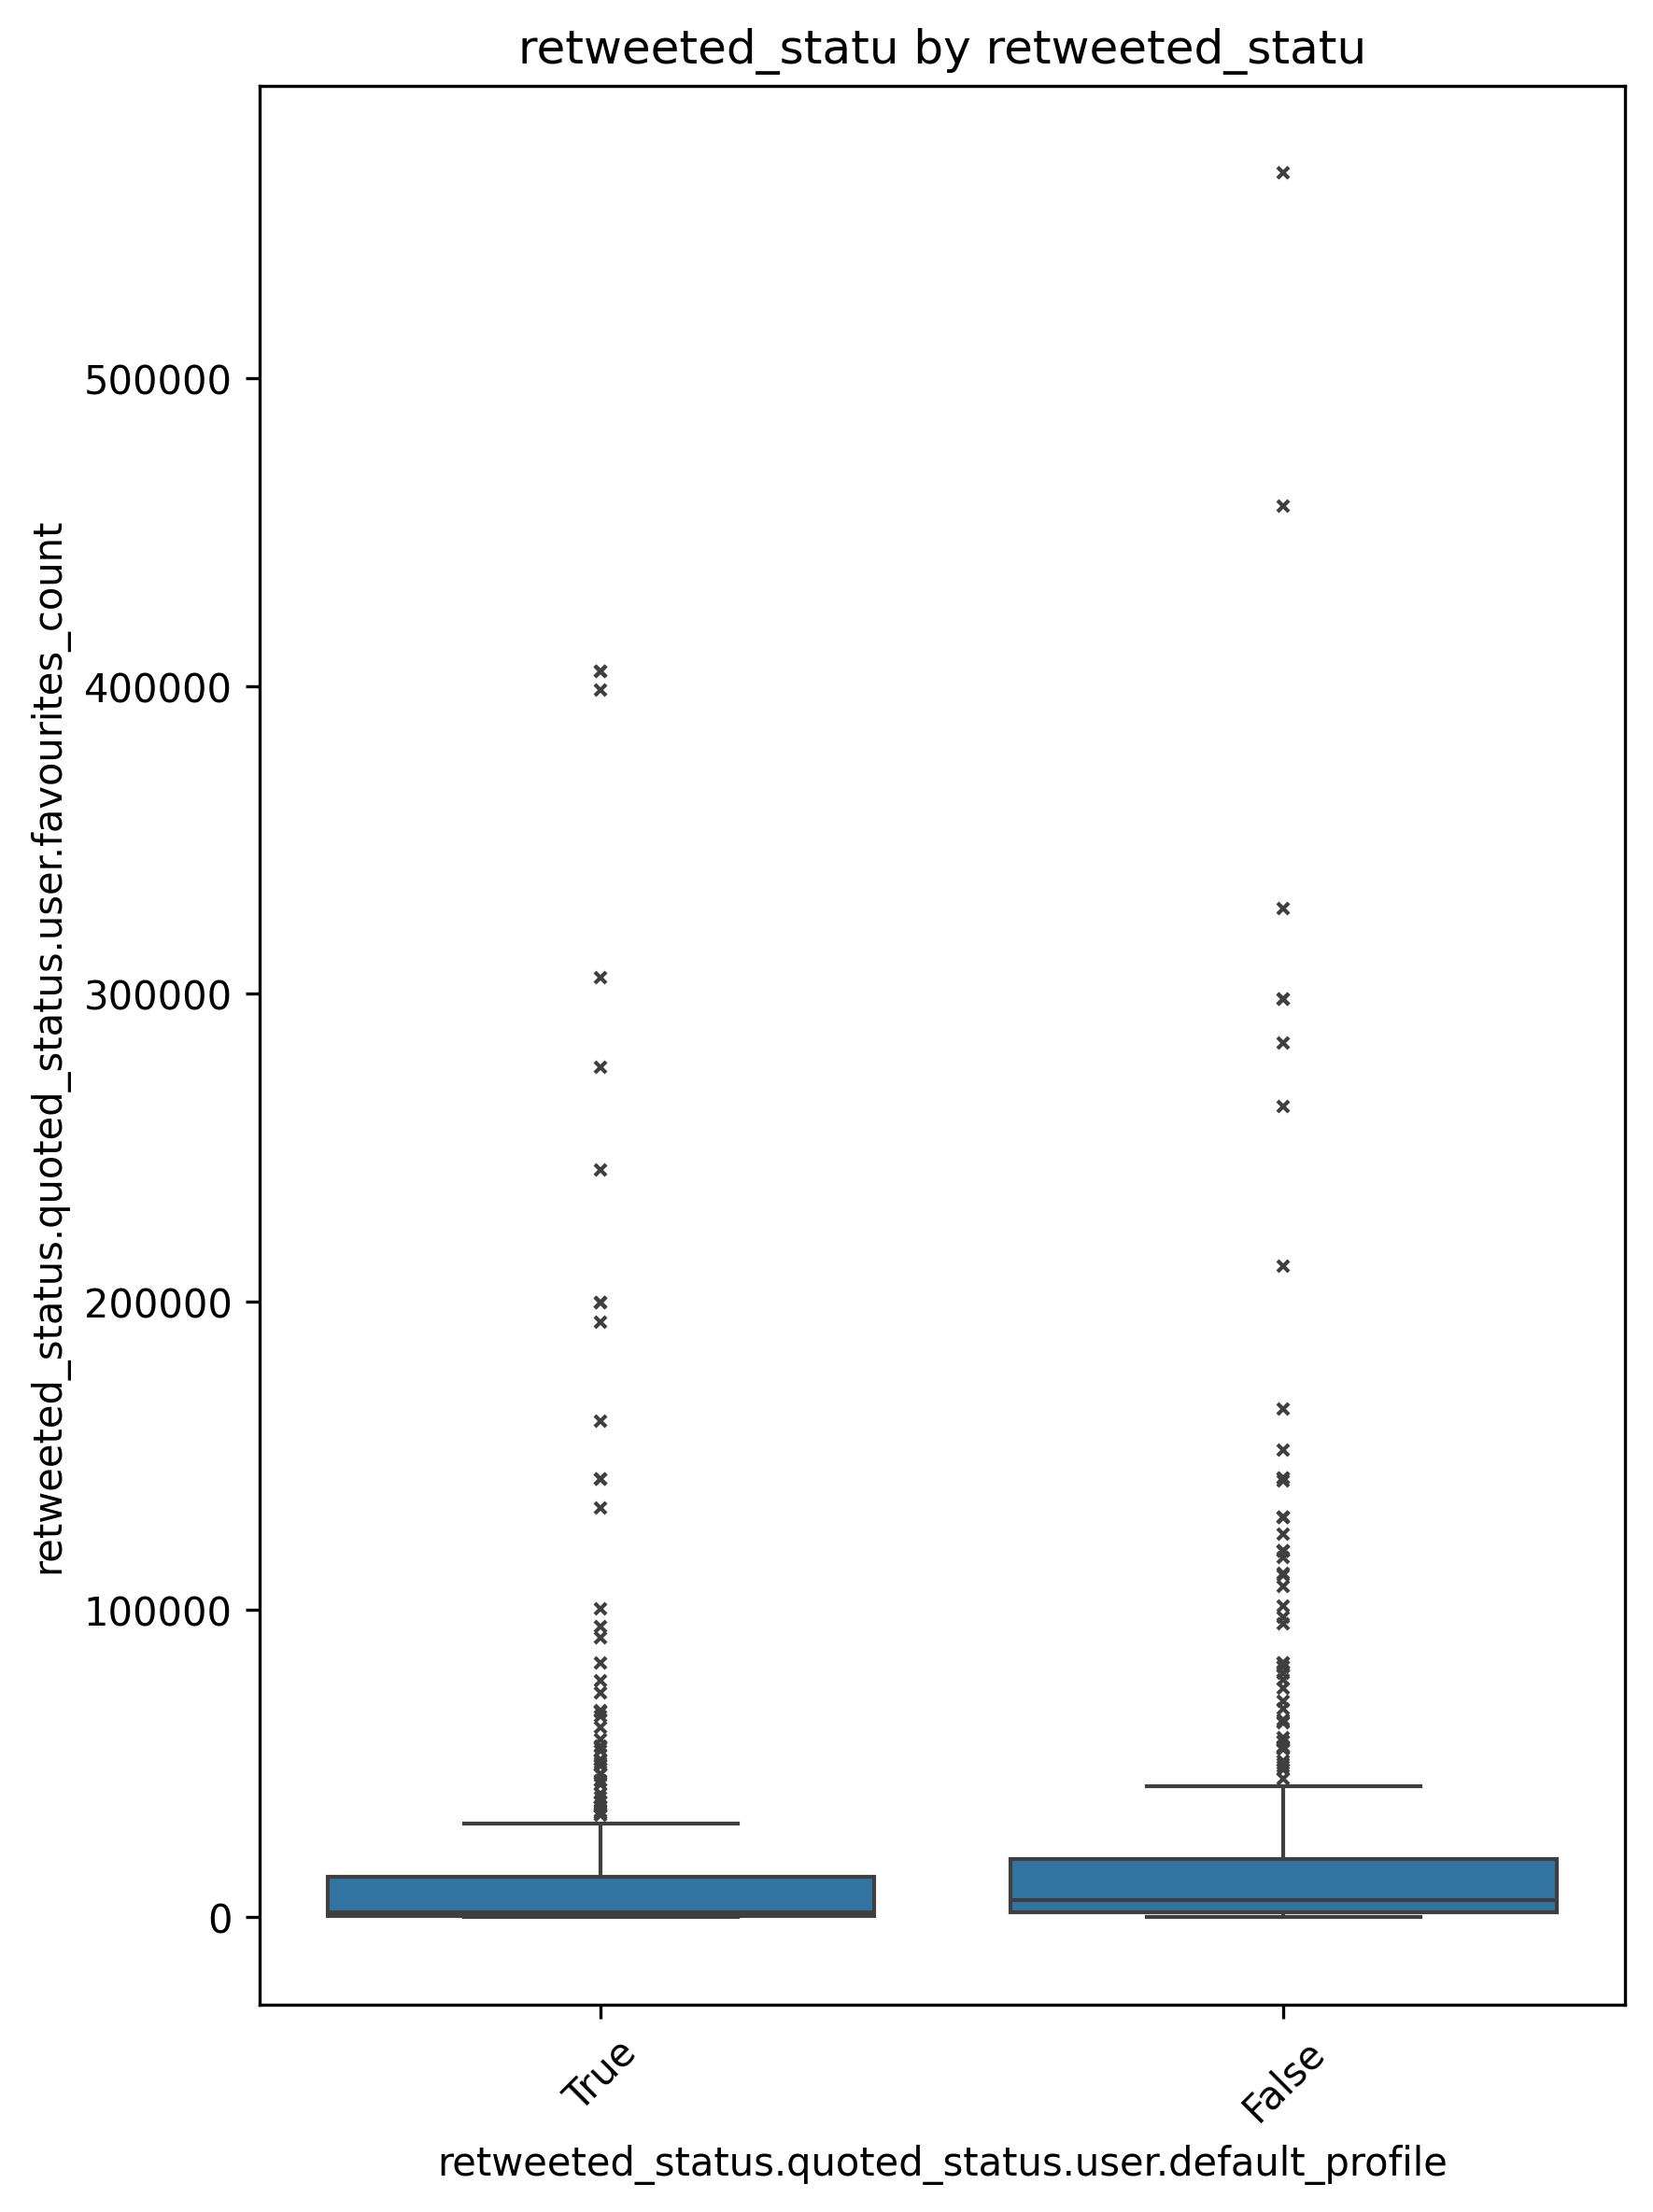 retweeted_statu by retweeted_statu
retweeted_status.quoted_status.user.favourites_count
500000
400000
300000
200000
100000
0
True
False
retweeted_status.quoted_status.user.default_profile